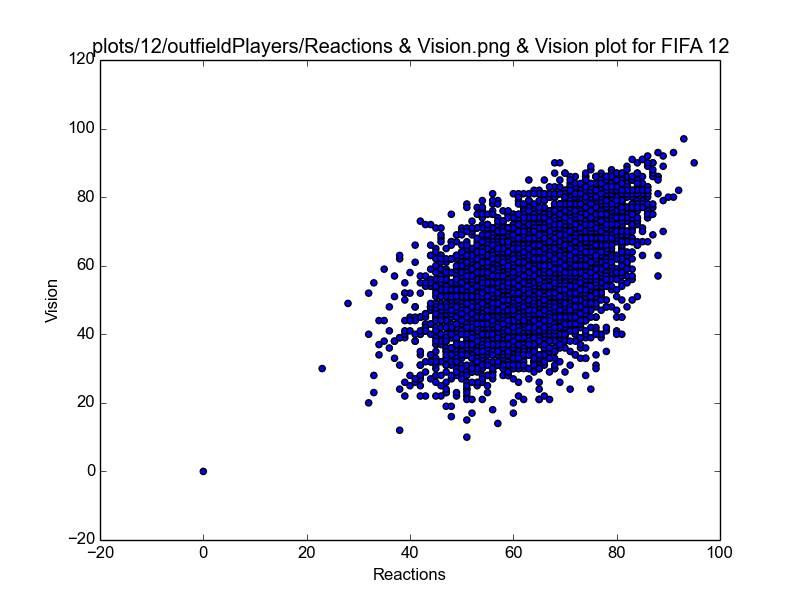 plots/12/outfieldPlayers/Reactions & Vision.png & Vision plot for FIFA 12
120
100
80
60
40
20
0
−20
Vision
−20 0 20 40 60 80 100
Reactions